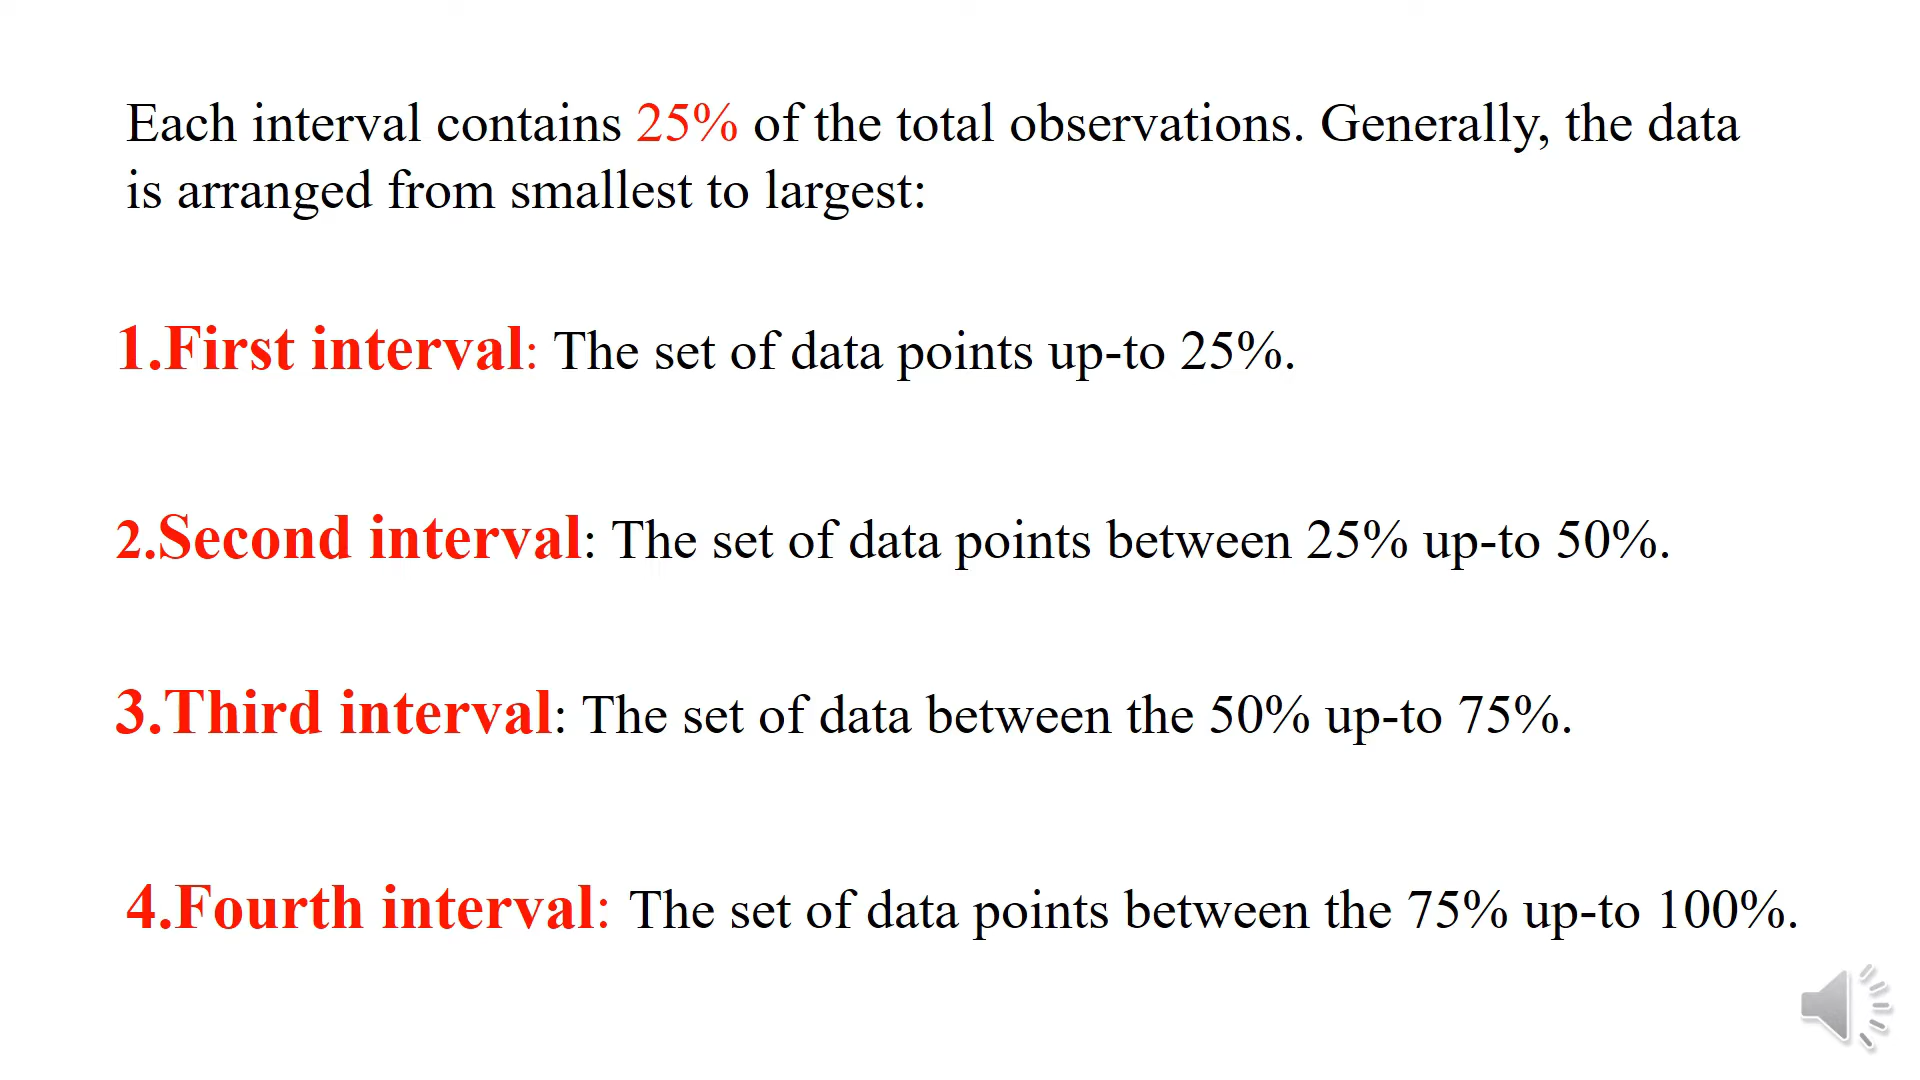 Each interval contains 25% of the total observations. Generally, the data
is arranged from smallest to largest:
1.First interval: The set of data points up-to 25%.
2.Second interval: The set of data points between 25% up-to 50%.
3.Third interval: The set of data between the 50% up-to 75%.
4.Fourth interval: The set of data points between the 75% up-to 100%.